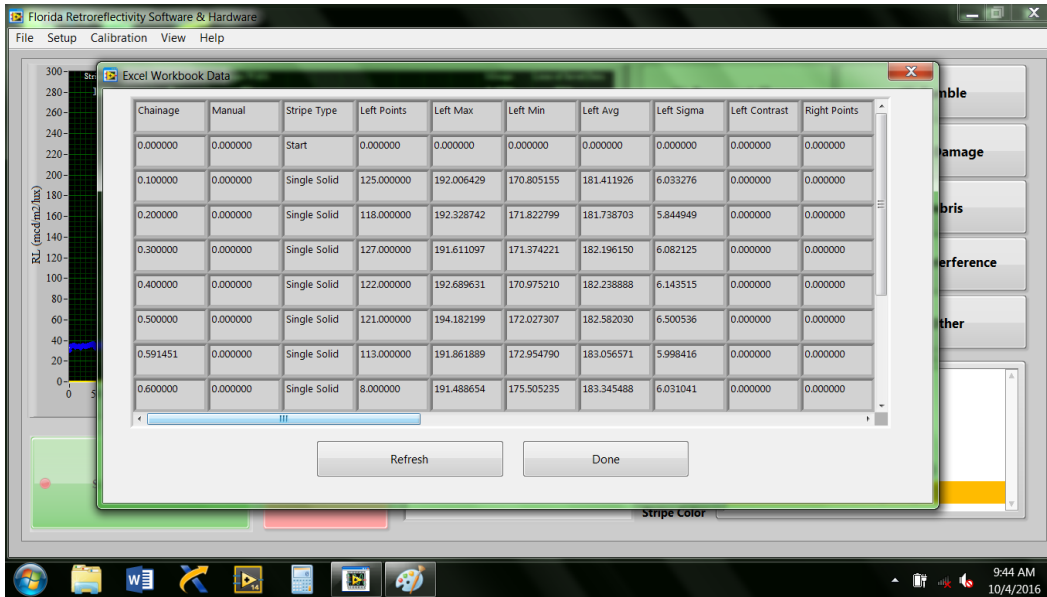 Florida Retroreflectivity Software & Hardware
File Setup Calibration View Help
Excel Workbook Data
Chainage Manual Stripe Type Left Points Left Max Left Min Left Avg Left Sigma Left Contrast Right Points
0.000000 0.000000 Start 0.000000 0.000000 0.000000 0.000000 0.000000 0.000000 0.000000
0.100000 0.000000 Single Solid 125.000000 192.006429 170.805155 181.411926 6.033276 0.000000 0.000000
0.200000 0.000000 Single Solid 118.000000 192.328742 171.822799 181.738703 5.844949 0.000000 0.000000
0.300000 0.000000 Single Solid 127.000000 191.611097 171.374221 182.196150 6.082125 0.000000 0.000000
0.400000 0.000000 Single Solid 122.000000 192.689631 170.975210 182.238888 6.143515 0.000000 0.000000
0.500000 0.000000 Single Solid 121.000000 194.182199 172.027307 182.582030 6.500536 0.000000 0.000000
0.591451 0.000000 Single Solid 113.000000 191.861889 172.954790 183.056571 5.998416 0.000000 0.000000
0.600000 0.000000 Single Solid 8.000000 191.488654 175.505235 183.345488 6.031041 0.000000 0.000000
Refresh Done
RL (mcd/m2/lux)
300
280
260
240
220
200
180
160
140
120
100
80
60
40
20
0
0 5
mble
amage
bris
erference
ther
Stripe Color
14
9:44 AM
10/4/2016